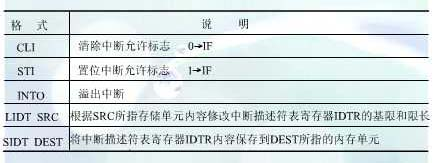 格 式 说 明
CLI 清除中断允许标志 0→IF
STI 置位中断允许标志 1→IF
INTO 溢出中断
LIDT SRC 根据SRC所指存储单元内容修改中断描述符表寄存器IDTR的基限和限长
SIDT DEST 将中断描述符表寄存器IDTR内容保存到DEST所指的内存单元